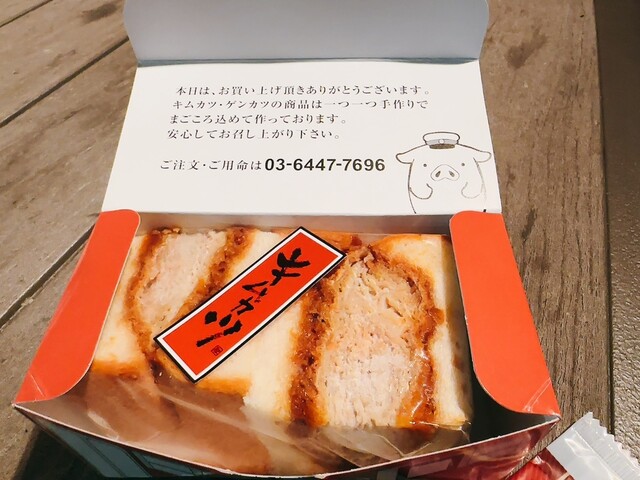 本日は、お買い上げ頂きありがとうございます。
キムカツ・ゲンカツの商品は一つ一つ手作りで
まごころ込めて作っております。
安心してお召し上がり下さい。
ご注文・ご用命は03-6447-7696
キムカツ